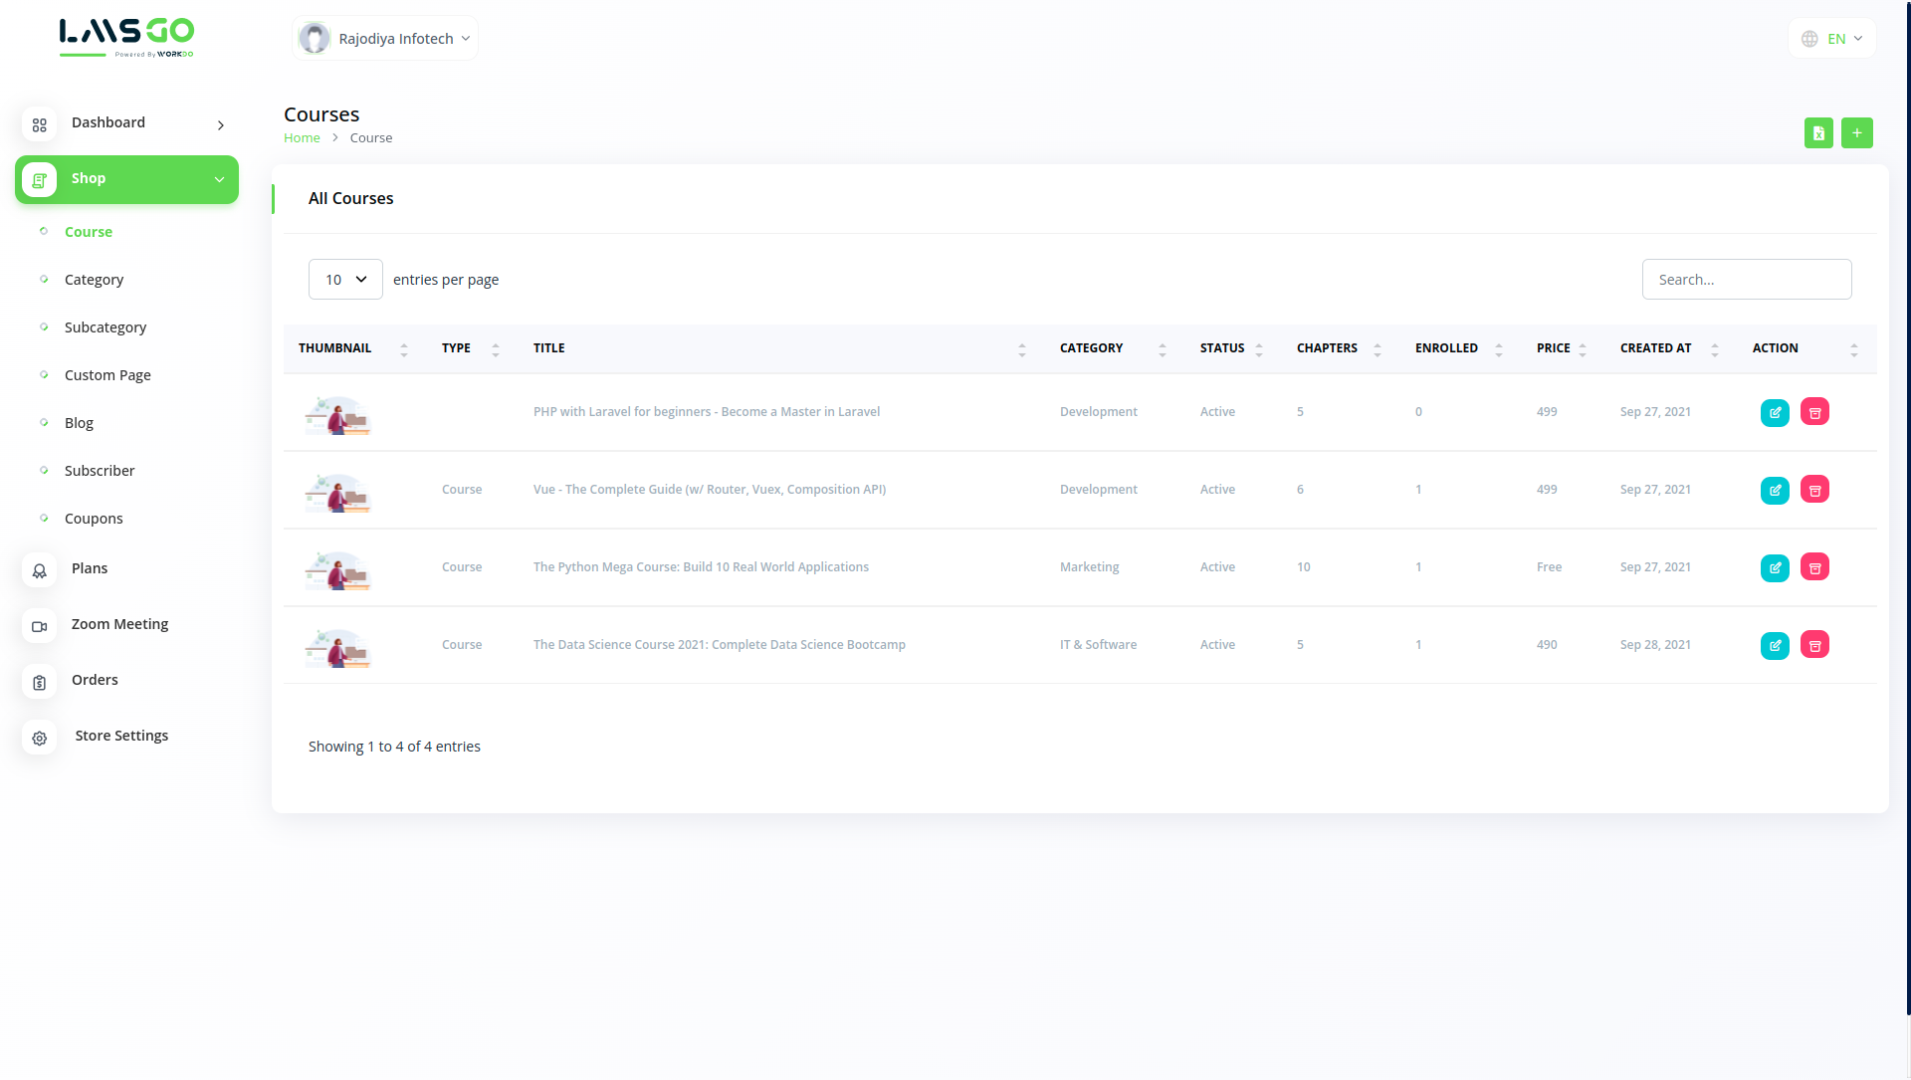 LMSGO
Powered By WORKDO
Rajodiya Infotech
EN
Dashboard
Shop
Course
Category
Subcategory
Custom Page
Blog
Subscriber
Coupons
Plans
Zoom Meeting
Orders
Store Settings
Courses
Home > Course
All Courses
10 entries per page
Search...
THUMBNAIL TYPE TITLE CATEGORY STATUS CHAPTERS ENROLLED PRICE CREATED AT ACTION
PHP with Laravel for beginners - Become a Master in Laravel Development Active 5 0 499 Sep 27, 2021
Course Vue - The Complete Guide (w/ Router, Vuex, Composition API) Development Active 6 1 499 Sep 27, 2021
Course The Python Mega Course: Build 10 Real World Applications Marketing Active 10 1 Free Sep 27, 2021
Course The Data Science Course 2021: Complete Data Science Bootcamp IT & Software Active 5 1 490 Sep 28, 2021
Showing 1 to 4 of 4 entries